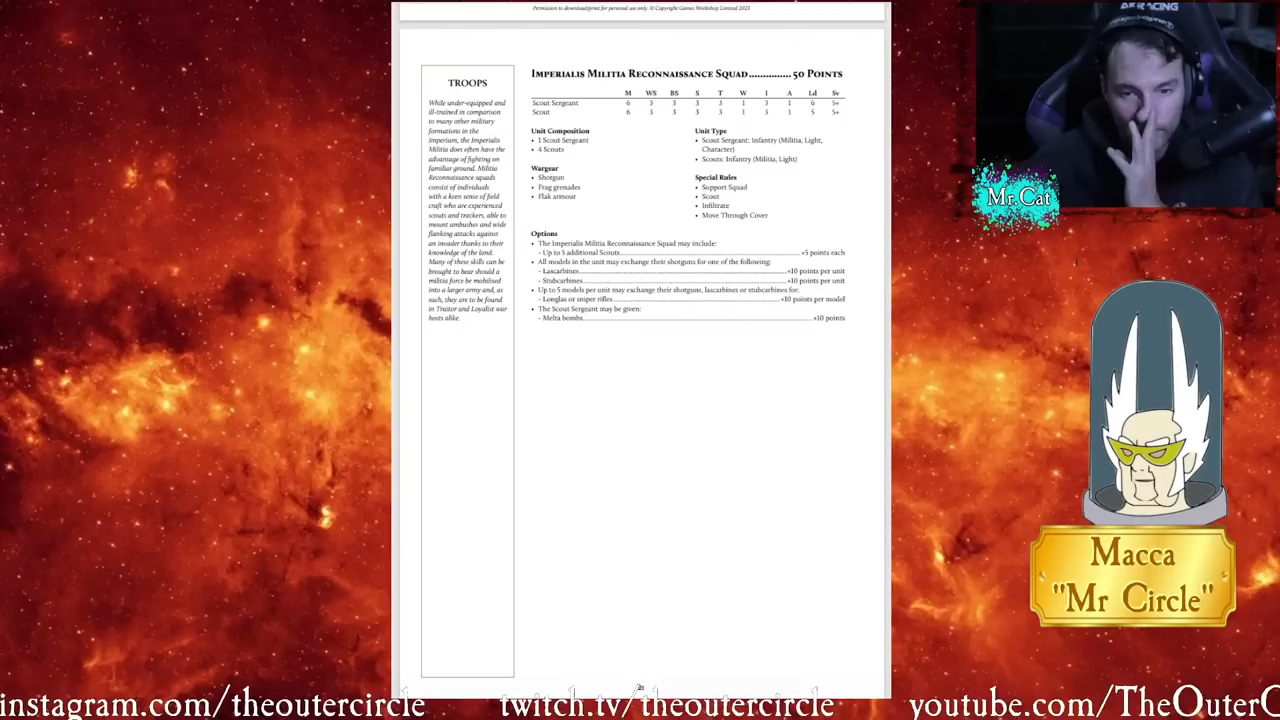 Permission to download/print for personal use only. © Copyright Games Workshop Limited 2023
TROOPS
While under-equipped and
ill-trained in comparison
to many other military
formations in the
Imperium, the Imperialis
Militia does often have the
advantage of fighting on
familiar ground. Militia
Reconnaissance squads
consist of individuals
with a keen sense of field
craft who are experienced
scouts and trackers, able to
mount ambushes and wide
flanking attacks against
an invader thanks to their
knowledge of the land.
Many of these skills can be
brought to bear should a
militia force be mobilised
into a larger army and, as
such, they are to be found
in Traitor and Loyalist war
hosts alike.
Imperialis Militia Reconnaissance Squad.............. 50 Points
M WS BS S T W I A Ld Sv
Scout Sergeant 6 3 3 3 3 1 3 1 6 5+
Scout 6 3 3 3 3 1 3 1 5 5+
Unit Composition
• 1 Scout Sergeant
• 4 Scouts
Wargear
• Shotgun
• Frag grenades
• Flak armour
Unit Type
• Scout Sergeant: Infantry (Militia, Light,
Character)
• Scouts: Infantry (Militia, Light)
Special Rules
• Support Squad
• Scout
• Infiltrate
• Move Through Cover
Options
• The Imperialis Militia Reconnaissance Squad may include:
- Up to 5 additional Scouts...............+5 points each
• All models in the unit may exchange their shotguns for one of the following:
- Lascarbines...............+10 points per unit
- Stubcarbines...............+10 points per unit
• Up to 5 models per unit may exchange their shotguns, lascarbines or stubcarbines for:
- Longlas or sniper rifles...............+10 points per model
• The Scout Sergeant may be given:
- Melta bombs...............+10 points
AK RACING
Mr.Cat
Macca
"Mr Circle"
instagram.com/theoutercircle twitch.tv/theoutercircle youtube.com/TheOuterC